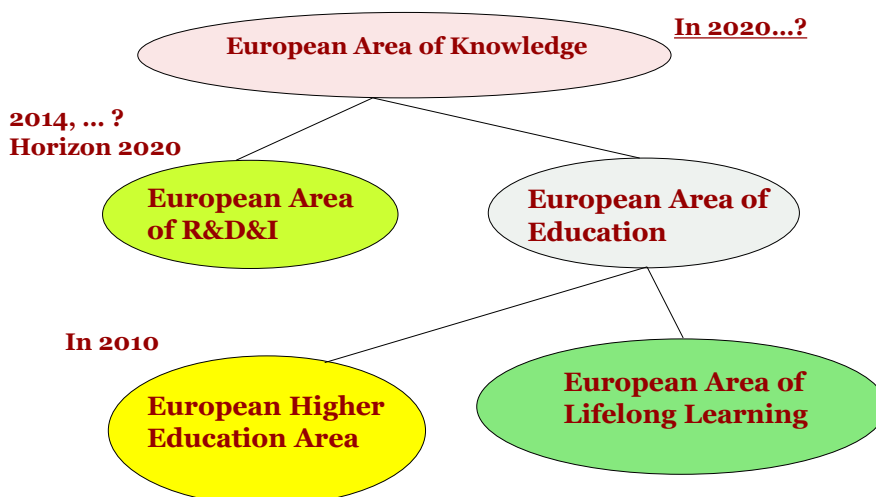 European Area of Knowledge
In 2020...?
2014, ... ?
Horizon 2020
European Area
of R&D&I
European Area of
Education
In 2010
European Higher
Education Area
European Area of
Lifelong Learning